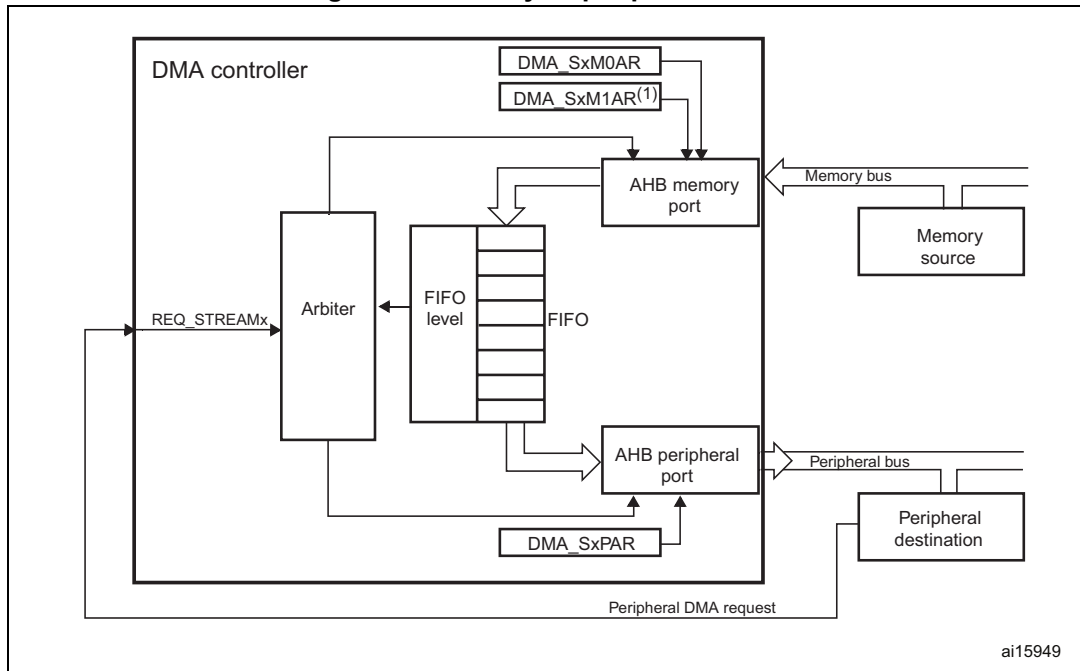 DMA controller
DMA_SxM0AR
DMA_SxM1AR(1)
AHB memory
port
Memory bus
Memory
source
Arbiter
FIFO
level
FIFO
REQ_STREAMx
AHB peripheral
port
Peripheral bus
DMA_SxPAR
Peripheral
destination
Peripheral DMA request
ai15949